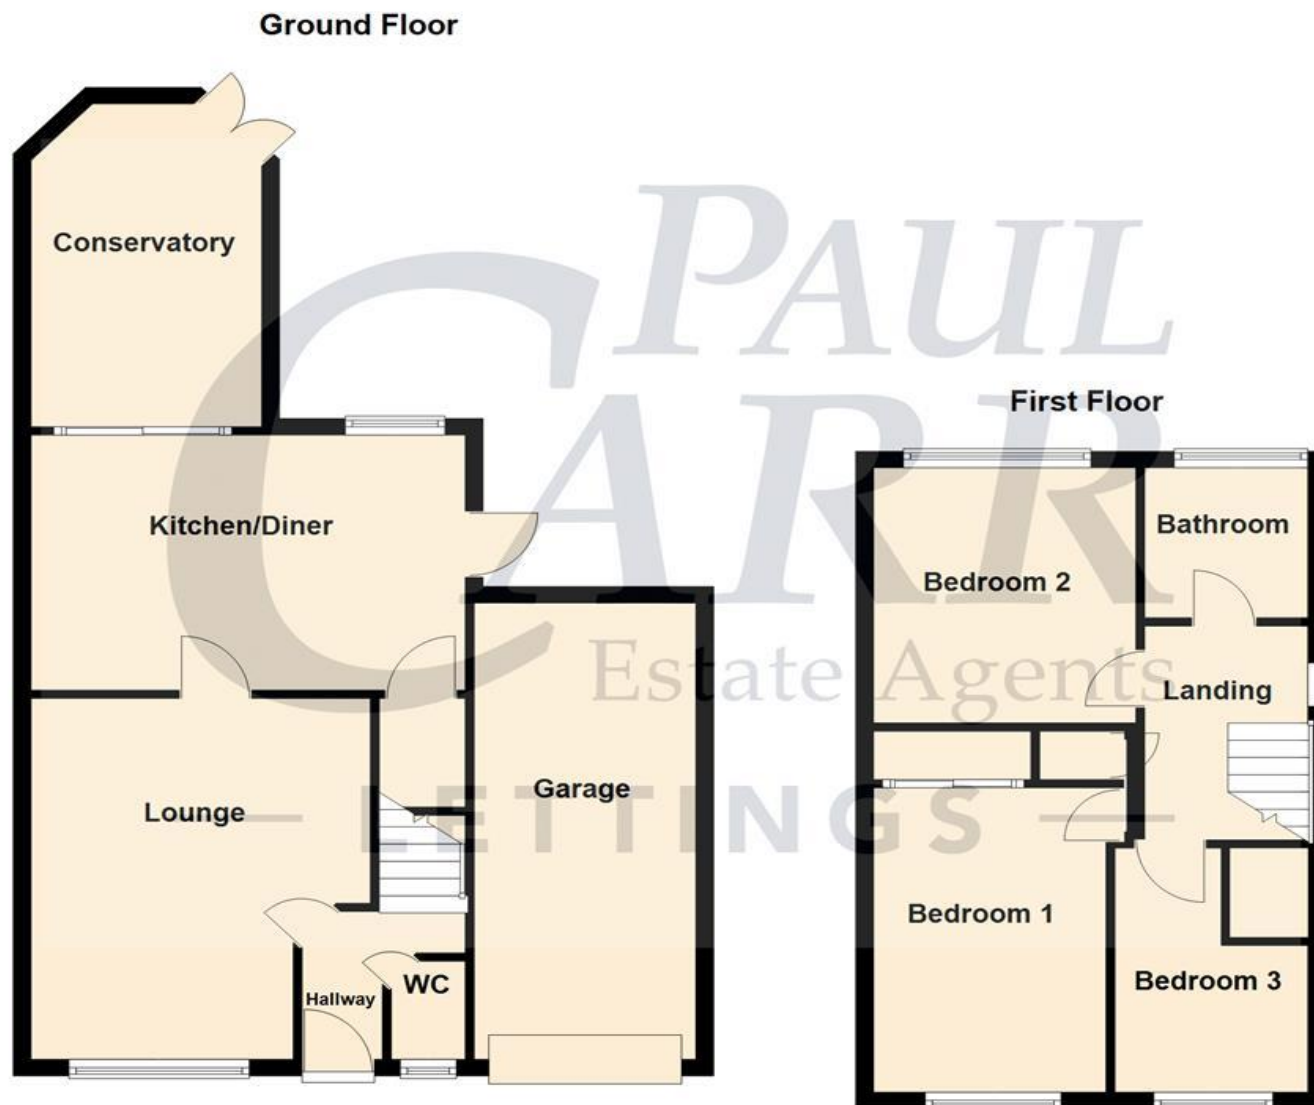 Ground Floor
Conservatory
Kitchen/Diner
Lounge
Garage
Hallway
WC
First Floor
Bedroom 2
Bathroom
Landing
Bedroom 1
Bedroom 3
PAUL
CARR
Estate Agents
LETTINGS